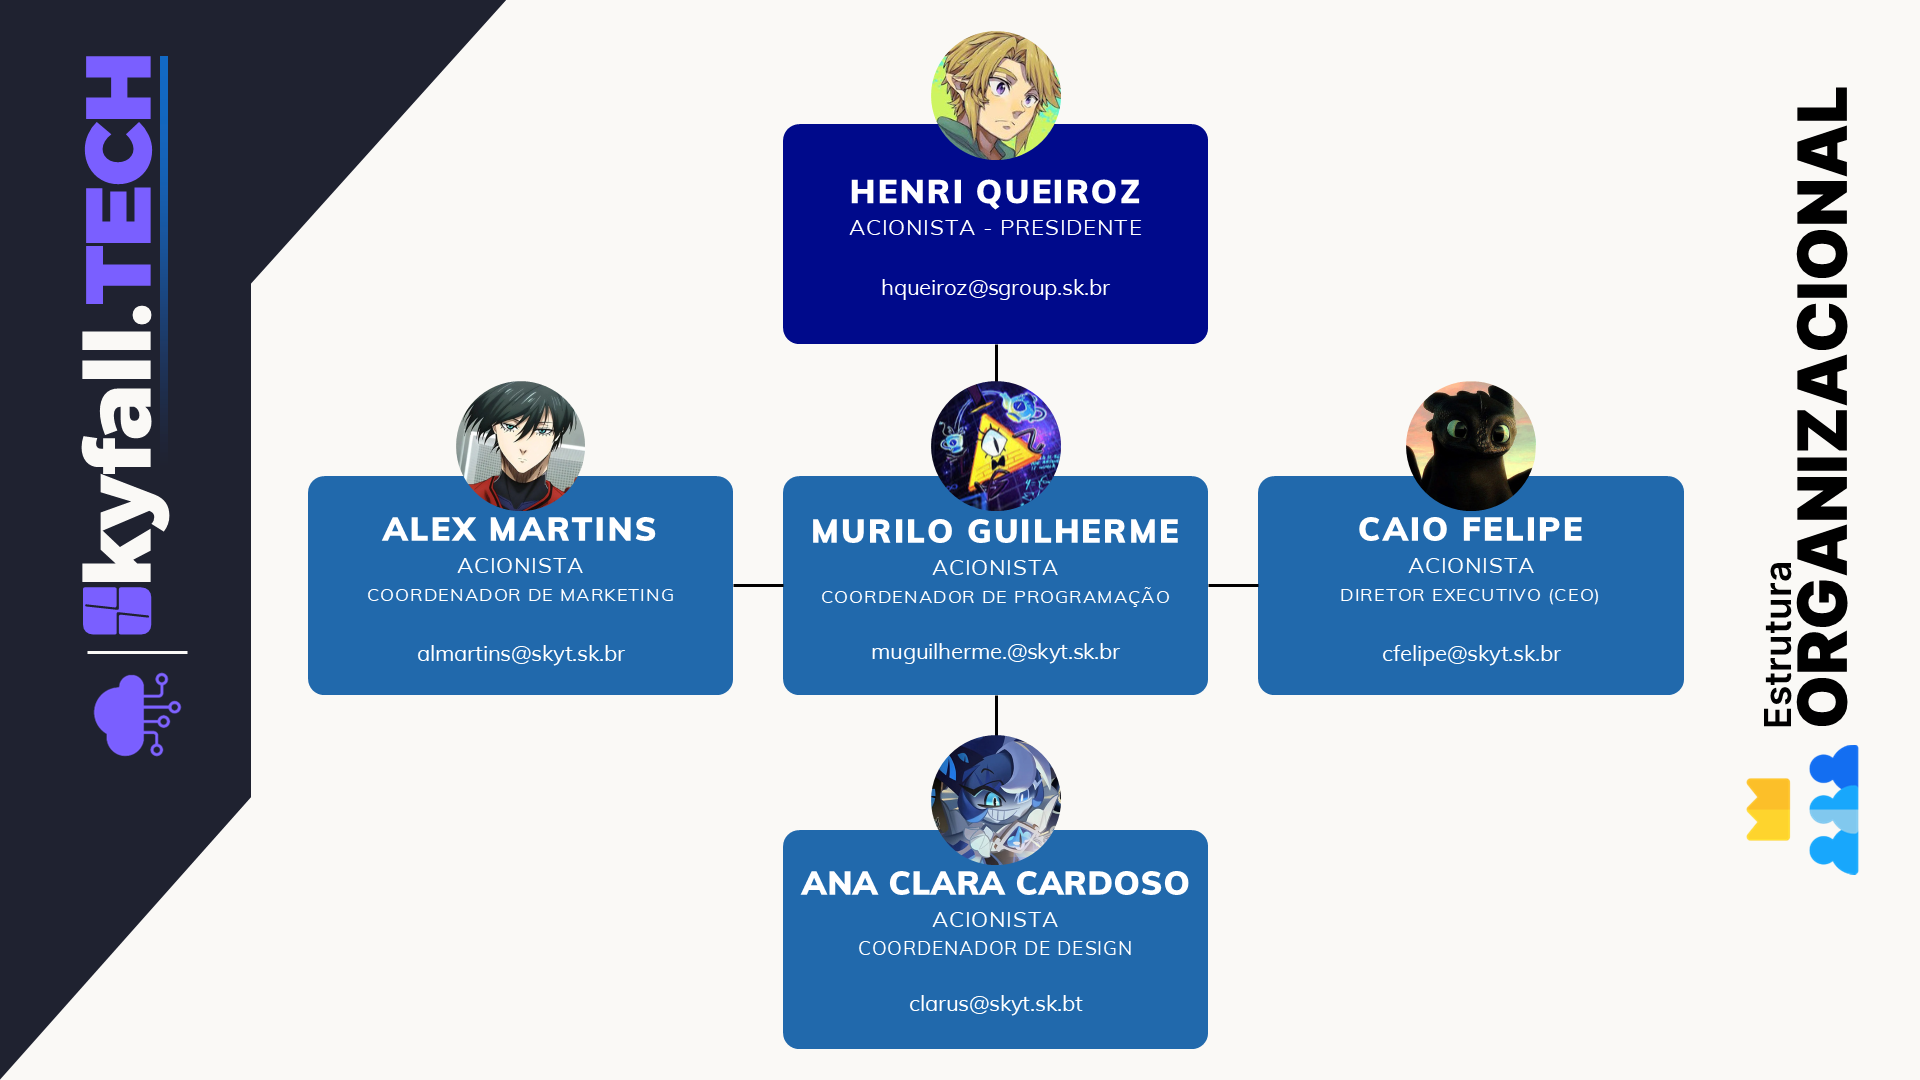 skyfall.TECH
Estrutura
ORGANIZACIONAL
HENRI QUEIROZ
ACIONISTA - PRESIDENTE
hqueiroz@sgroup.sk.br
ALEX MARTINS
ACIONISTA
COORDENADOR DE MARKETING
almartins@skyt.sk.br
MURILO GUILHERME
ACIONISTA
COORDENADOR DE PROGRAMAÇÃO
muguilherme.@skyt.sk.br
CAIO FELIPE
ACIONISTA
DIRETOR EXECUTIVO (CEO)
cfelipe@skyt.sk.br
ANA CLARA CARDOSO
ACIONISTA
COORDENADOR DE DESIGN
clarus@skyt.sk.bt